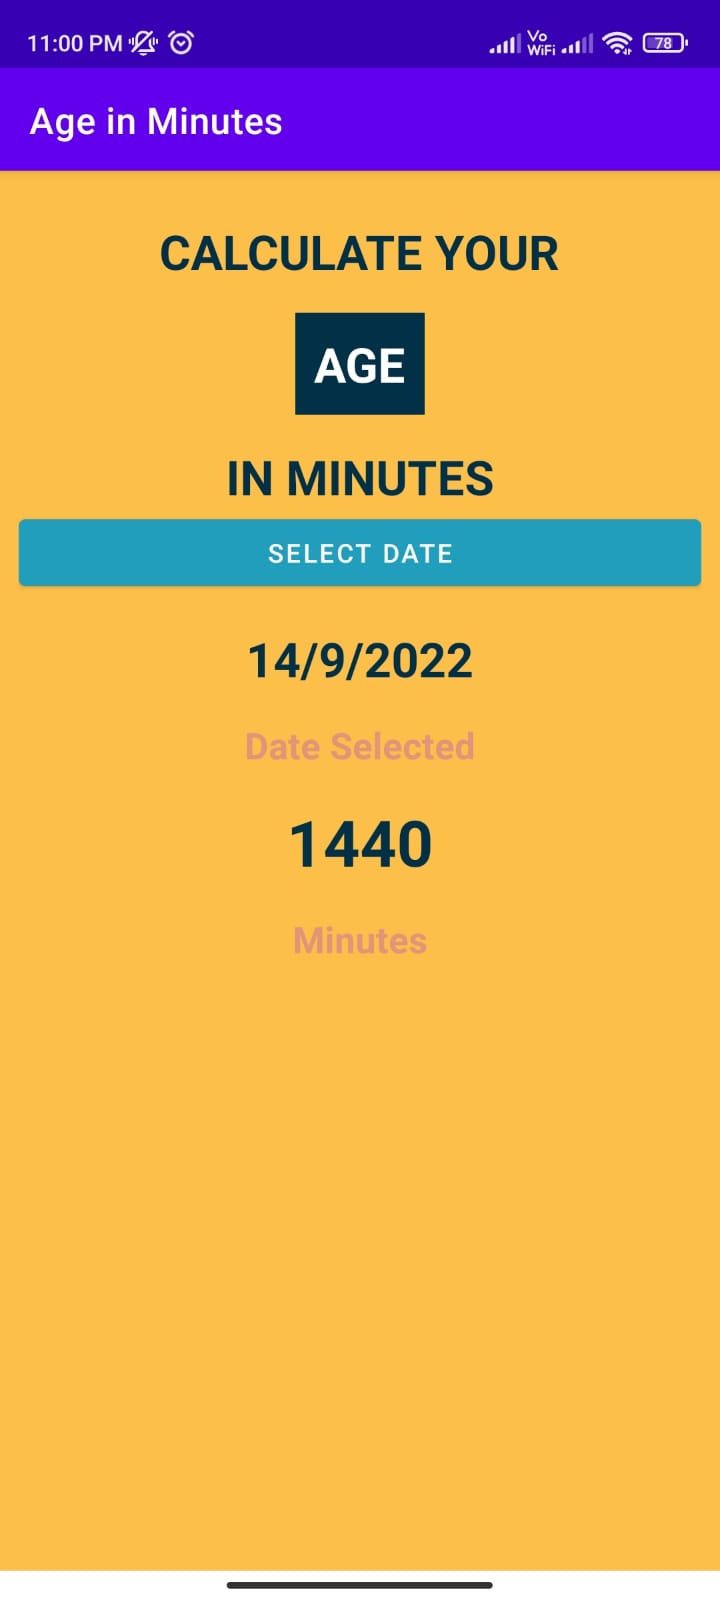 11:00 PM Vo WiFi 78
Age in Minutes
CALCULATE YOUR
AGE
IN MINUTES
SELECT DATE
14/9/2022
Date Selected
1440
Minutes